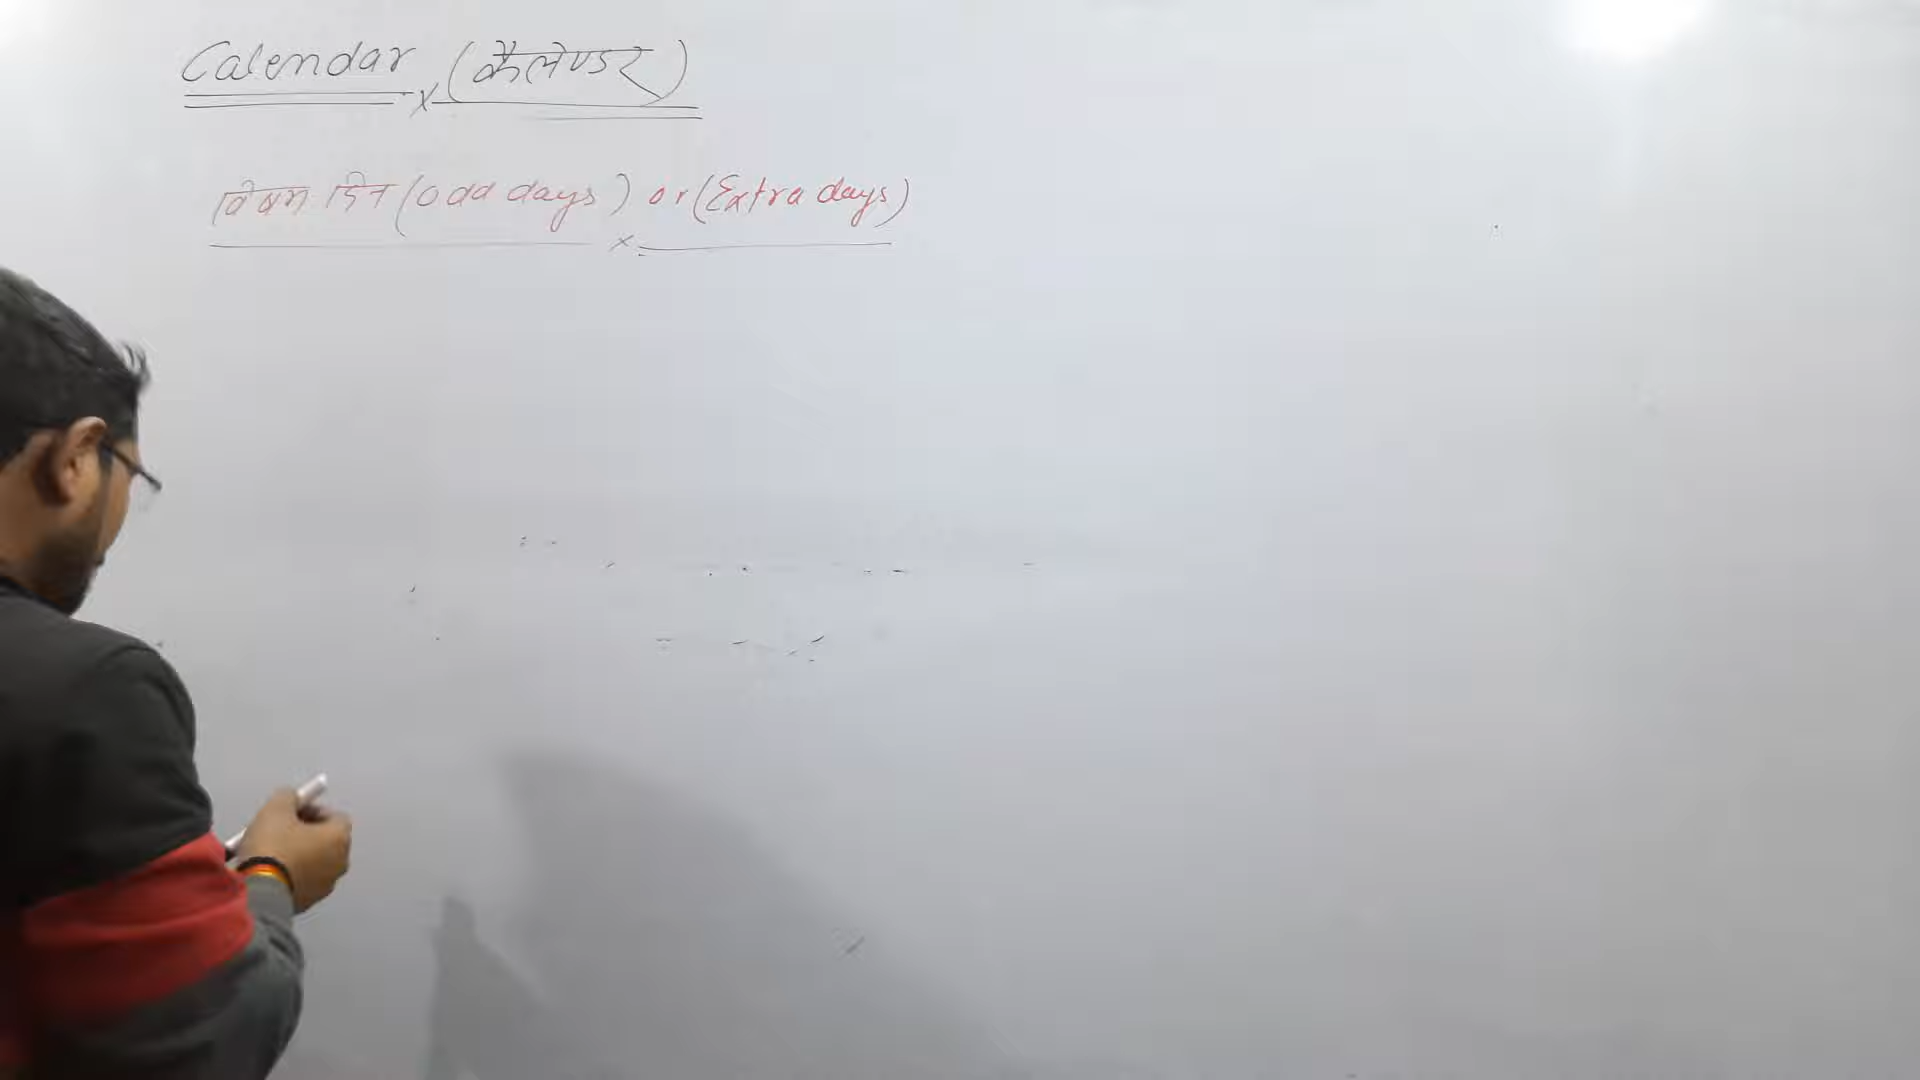 Calendar (कैलेण्डर)
विषम दिन (Odd days) or (Extra days)